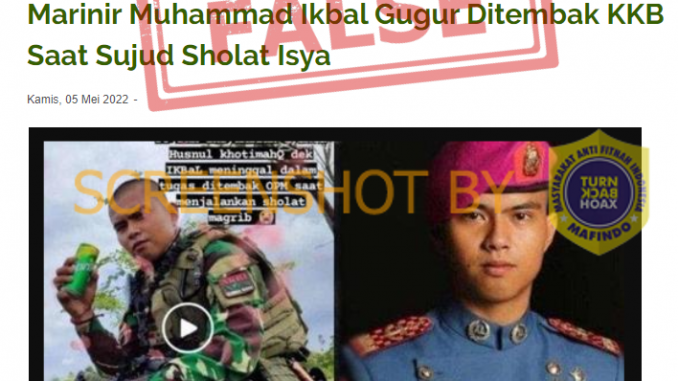 Marinir Muhammad Ikbal Gugur Ditembak KKB
Saat Sujud Sholat Isya
FALSE
Kamis, 05 Mei 2022 -
Husnul khotimahQ dek
IKBaL meninggal dalam
tugas ditembak OPM saat
menjalankan sholat
magrib
SCREENSHOT BY
MASYARAKAT ANTI FITNAH INDONESIA
TURN
BACK
HOAX
MAFINDO